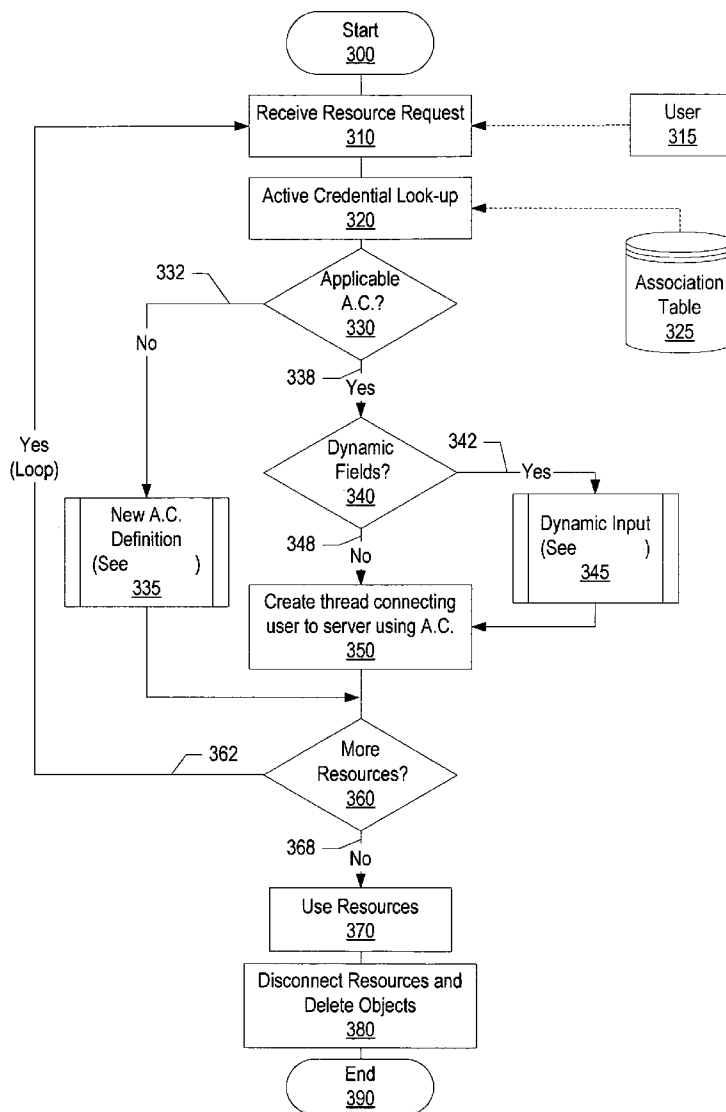 Start
300
Receive Resource Request
310
User
315
Active Credential Look-up
320
Association
Table
325
332
Applicable
A.C.?
330
No
338
Yes
Yes
(Loop)
Dynamic
Fields?
340
342
Yes
348
No
New A.C.
Definition
(See )
335
Dynamic Input
(See )
345
Create thread connecting
user to server using A.C.
350
362
More
Resources?
360
368
No
Use Resources
370
Disconnect Resources and
Delete Objects
380
End
390